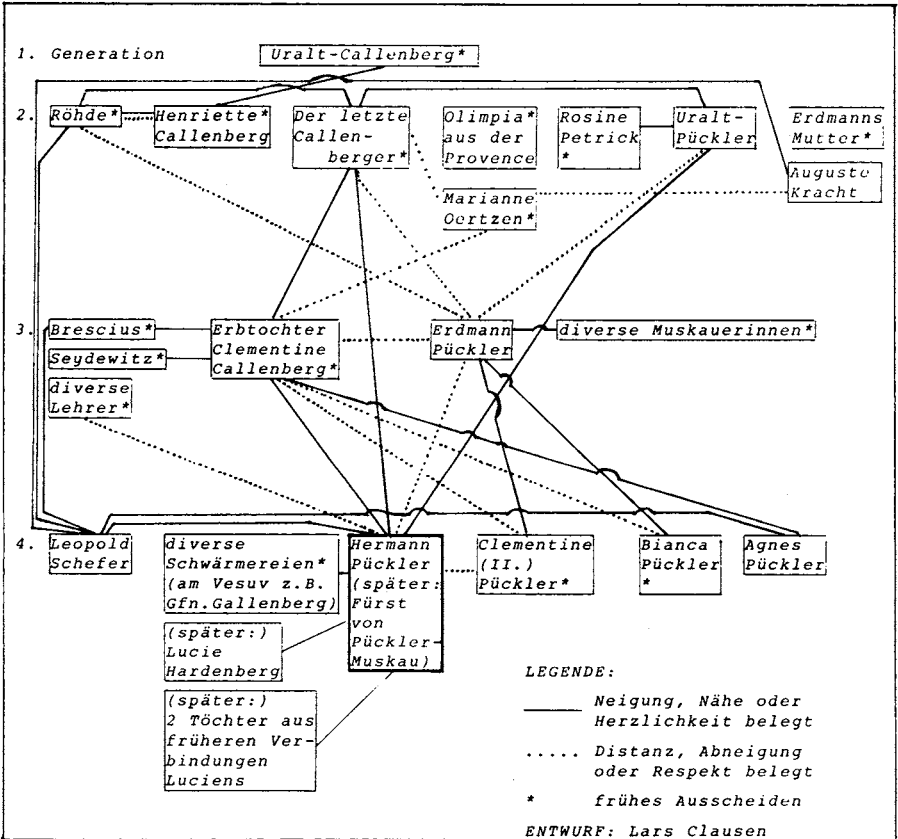 1. Generation
Uralt-Callenberg*
2.
Röhde*
Henriette*
Callenberg
Der letzte
Callen-
berger*
Olimpia*
aus der
Provence
Rosine
Petrick
*
Uralt-
Pückler
Erdmanns
Mutter*
Auguste
Kracht
Marianne
Oertzen*
3.
Brescius*
Seydewitz*
diverse
Lehrer*
Erbtochter
Clementine
Callenberg*
Erdmann
Pückler
diverse Muskauerinnen*
4.
Leopold
Schefer
diverse
Schwärmereien*
(am Vesuv z.B.
Gfn.Gallenberg)
(später:)
Lucie
Hardenberg
(später:)
2 Töchter aus
früheren Ver-
bindungen
Luciens
Hermann
Pückler
(später:
Fürst
von
Pückler-
Muskau)
Clementine
(II.)
Pückler*
Bianca
Pückler
*
Agnes
Pückler
LEGENDE:
Neigung, Nähe oder
Herzlichkeit belegt
..... Distanz, Abneigung
oder Respekt belegt
* frühes Ausscheiden
ENTWURF: Lars Clausen